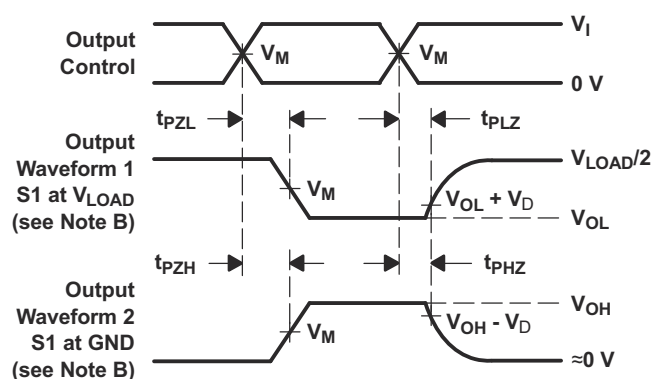 Output
Control
V_M
V_M
V_I
0 V
t_PZL
t_PLZ
Output
Waveform 1
S1 at V_LOAD
(see Note B)
V_LOAD/2
V_M
V_OL + V_D
V_OL
t_PZH
t_PHZ
Output
Waveform 2
S1 at GND
(see Note B)
V_OH
V_M
V_OH - V_D
≈0 V